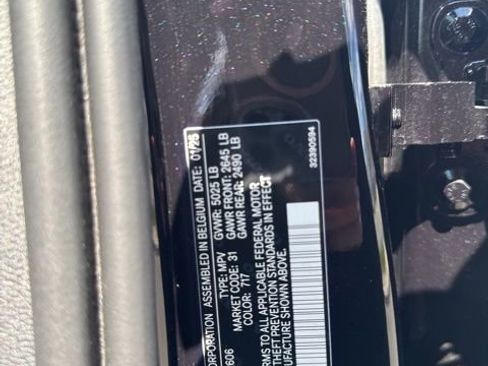 RPORATION ASSEMBLED IN BELGIUM DATE: 01/25
GVWR: 5025 LB
GAWR FRONT: 2645 LB
GAWR REAR: 2490 LB
TYPE: MPV
MARKET CODE: 31
COLOR: 717
606
RMS TO ALL APPLICABLE FEDERAL MOTOR
THEFT PREVENTION STANDARDS IN EFFECT
UFACTURE SHOWN ABOVE.
32390594